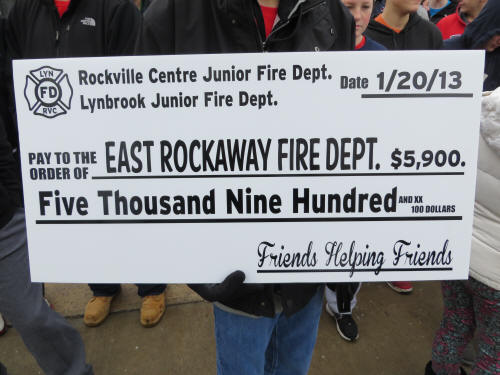 LYN
FD
RVC
Rockville Centre Junior Fire Dept.
Lynbrook Junior Fire Dept.
Date 1/20/13
PAY TO THE
ORDER OF EAST ROCKAWAY FIRE DEPT. $5,900.
Five Thousand Nine Hundred AND XX
100 DOLLARS
Friends Helping Friends